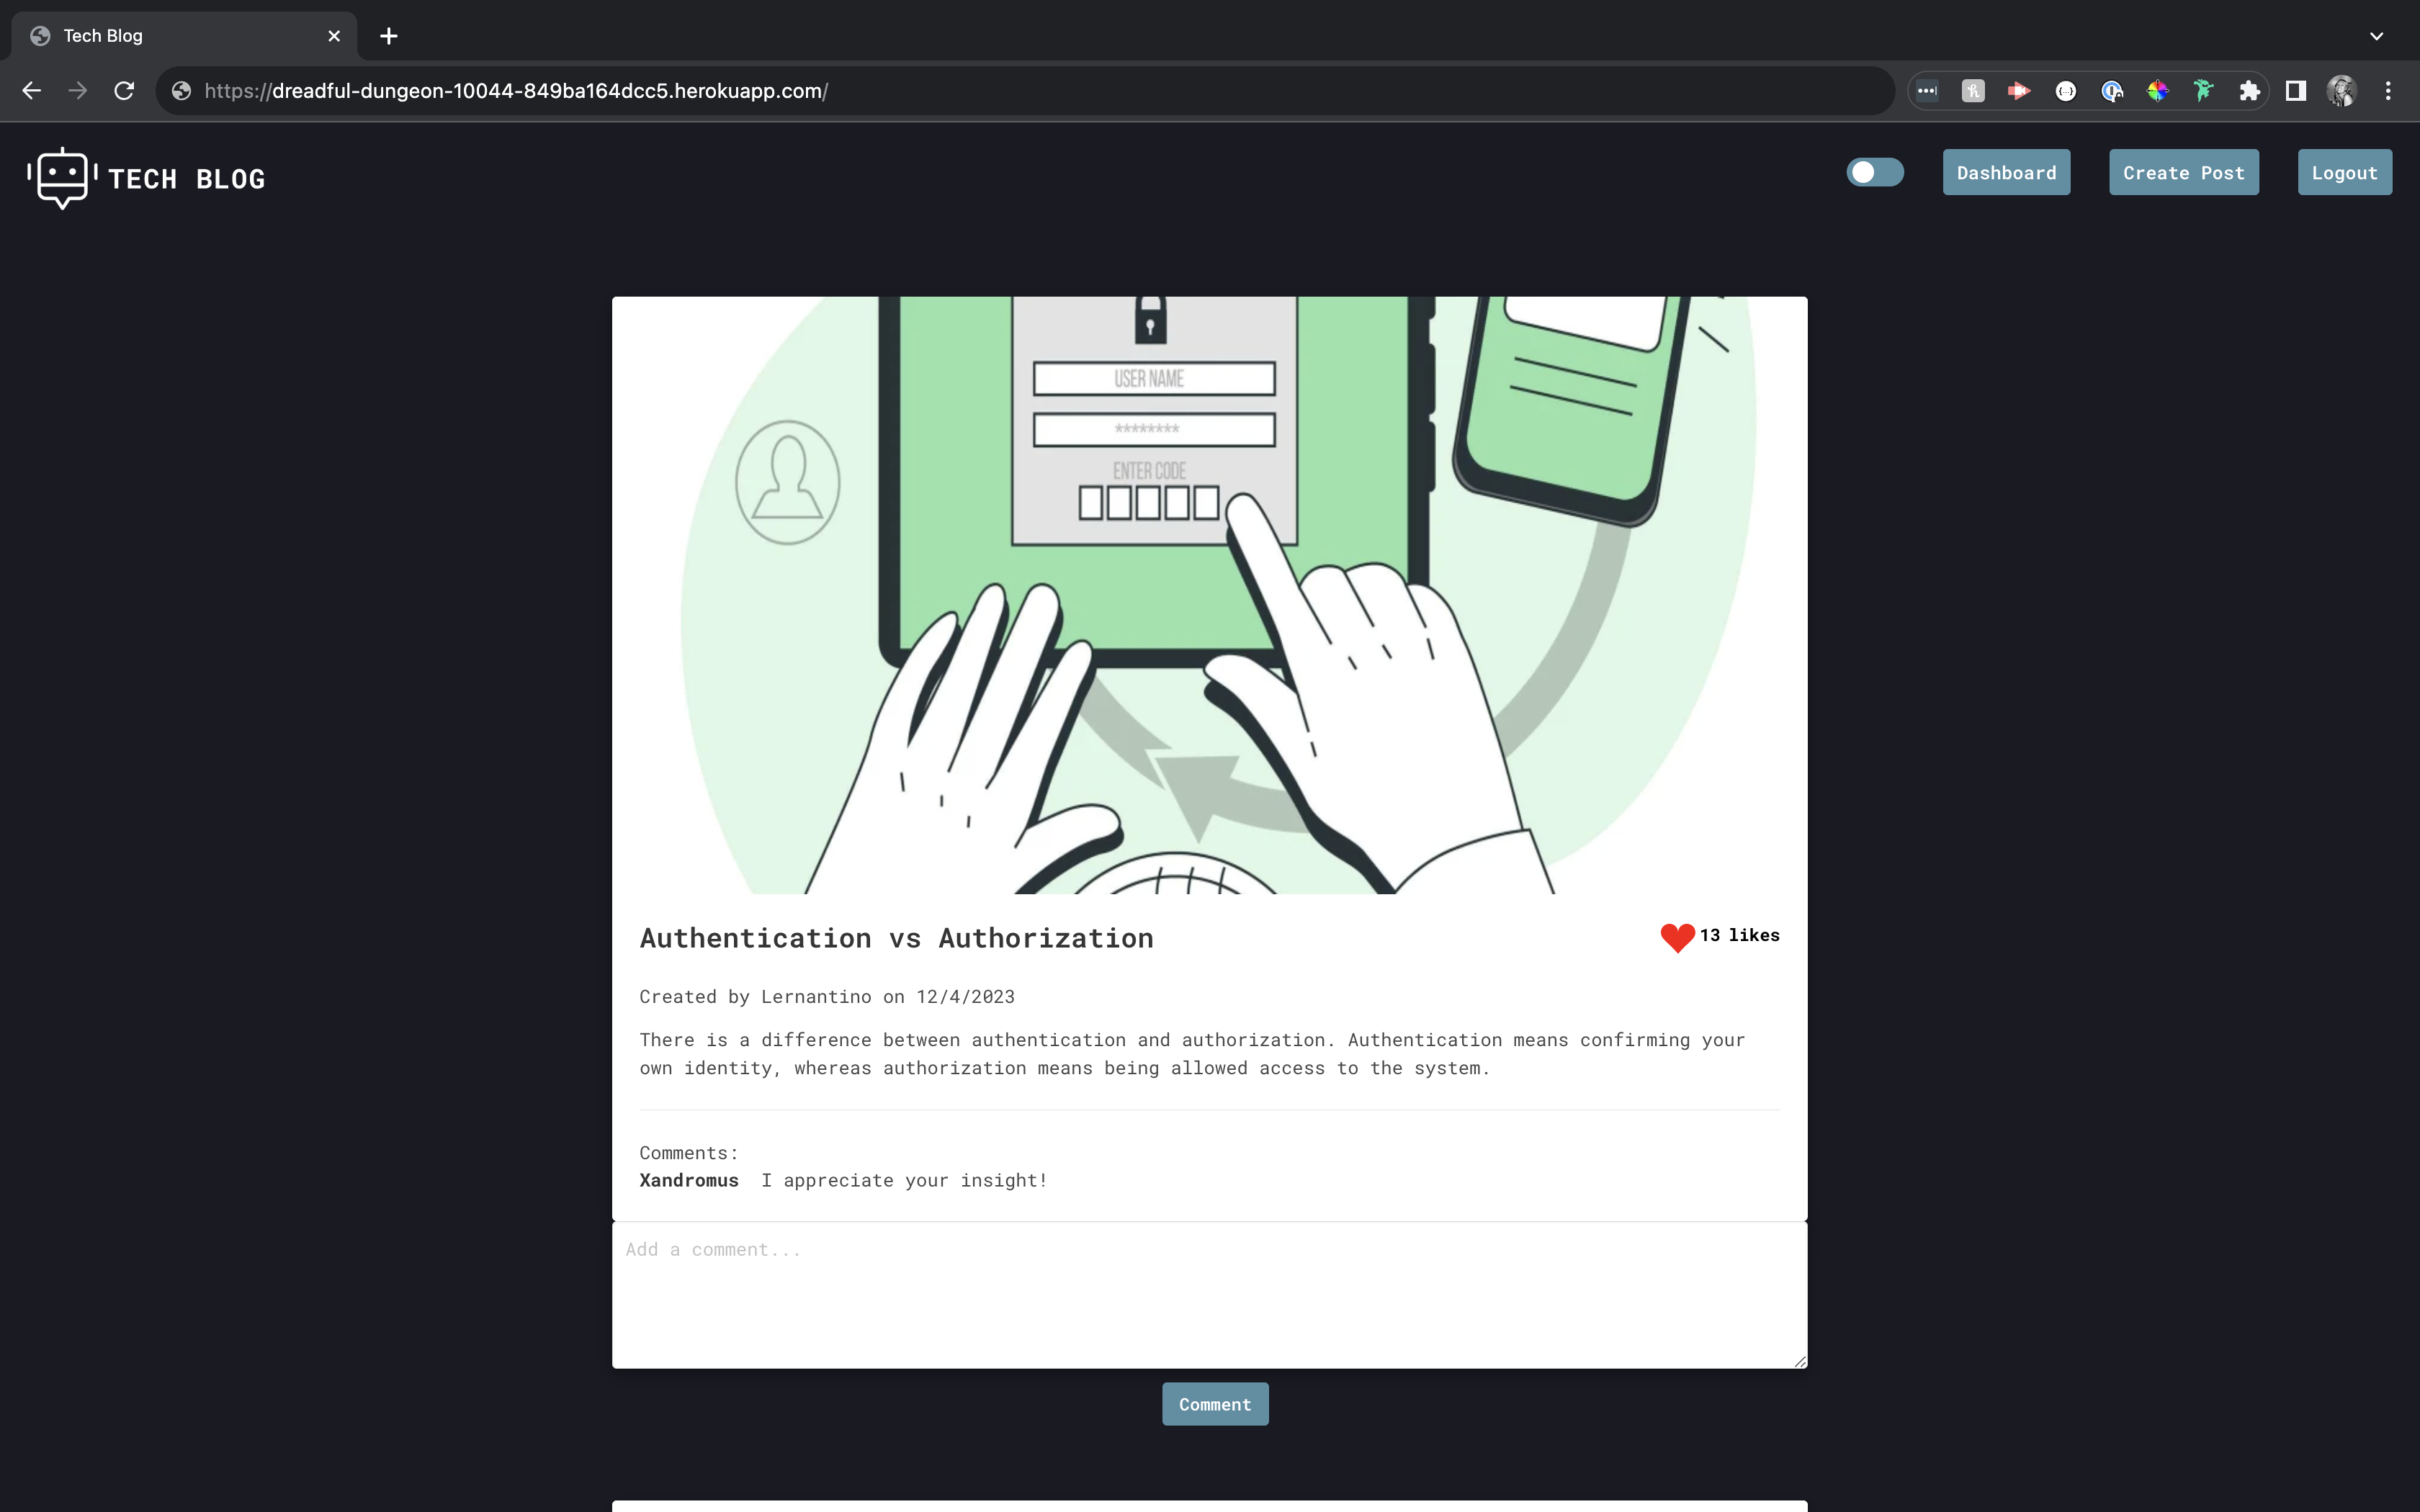 Tech Blog
https://dreadful-dungeon-10044-849ba164dcc5.herokuapp.com/
TECH BLOG
Dashboard
Create Post
Logout
USER NAME
********
ENTER CODE
Authentication vs Authorization
13 likes
Created by Lernantino on 12/4/2023
There is a difference between authentication and authorization. Authentication means confirming your
own identity, whereas authorization means being allowed access to the system.
Comments:
Xandromus I appreciate your insight!
Add a comment...
Comment